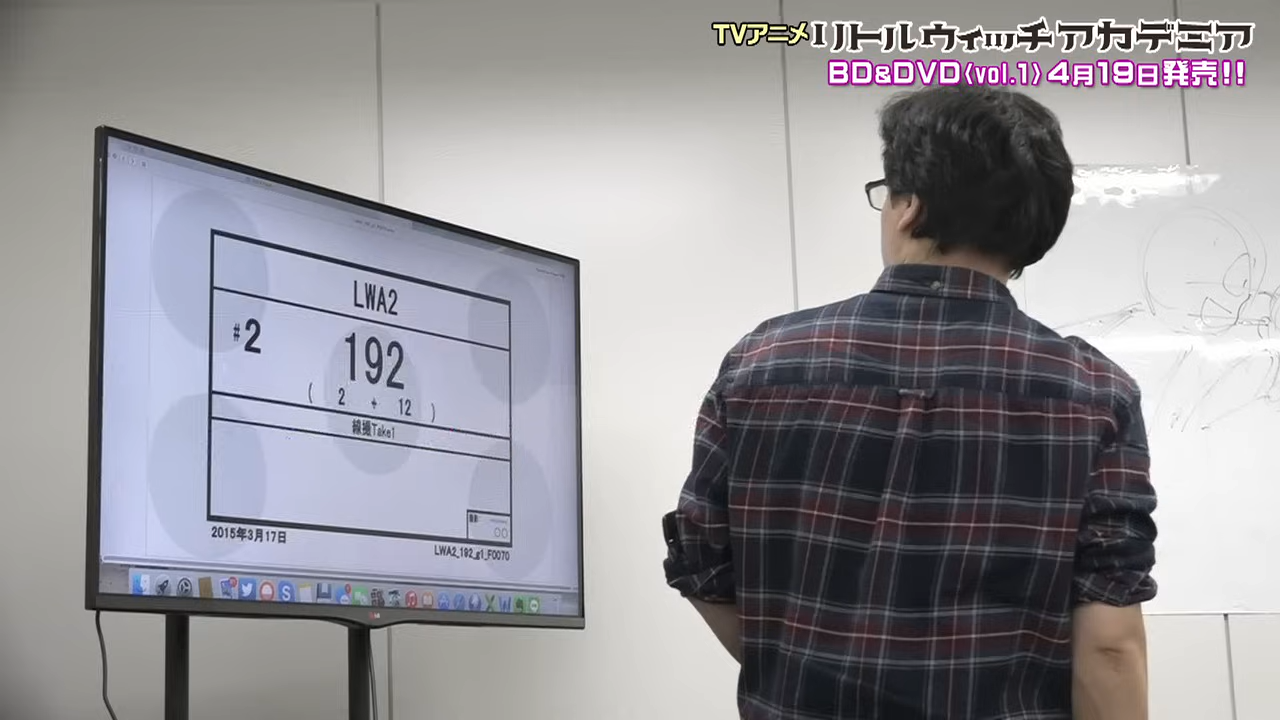 TVアニメ リトルウィッチアカデミア
BD&DVD〈vol.1〉4月19日発売!!
LWA2
#2
192
( 2 + 12 )
線撮Take1
2015年3月17日
LWA2_192_g1_F0070